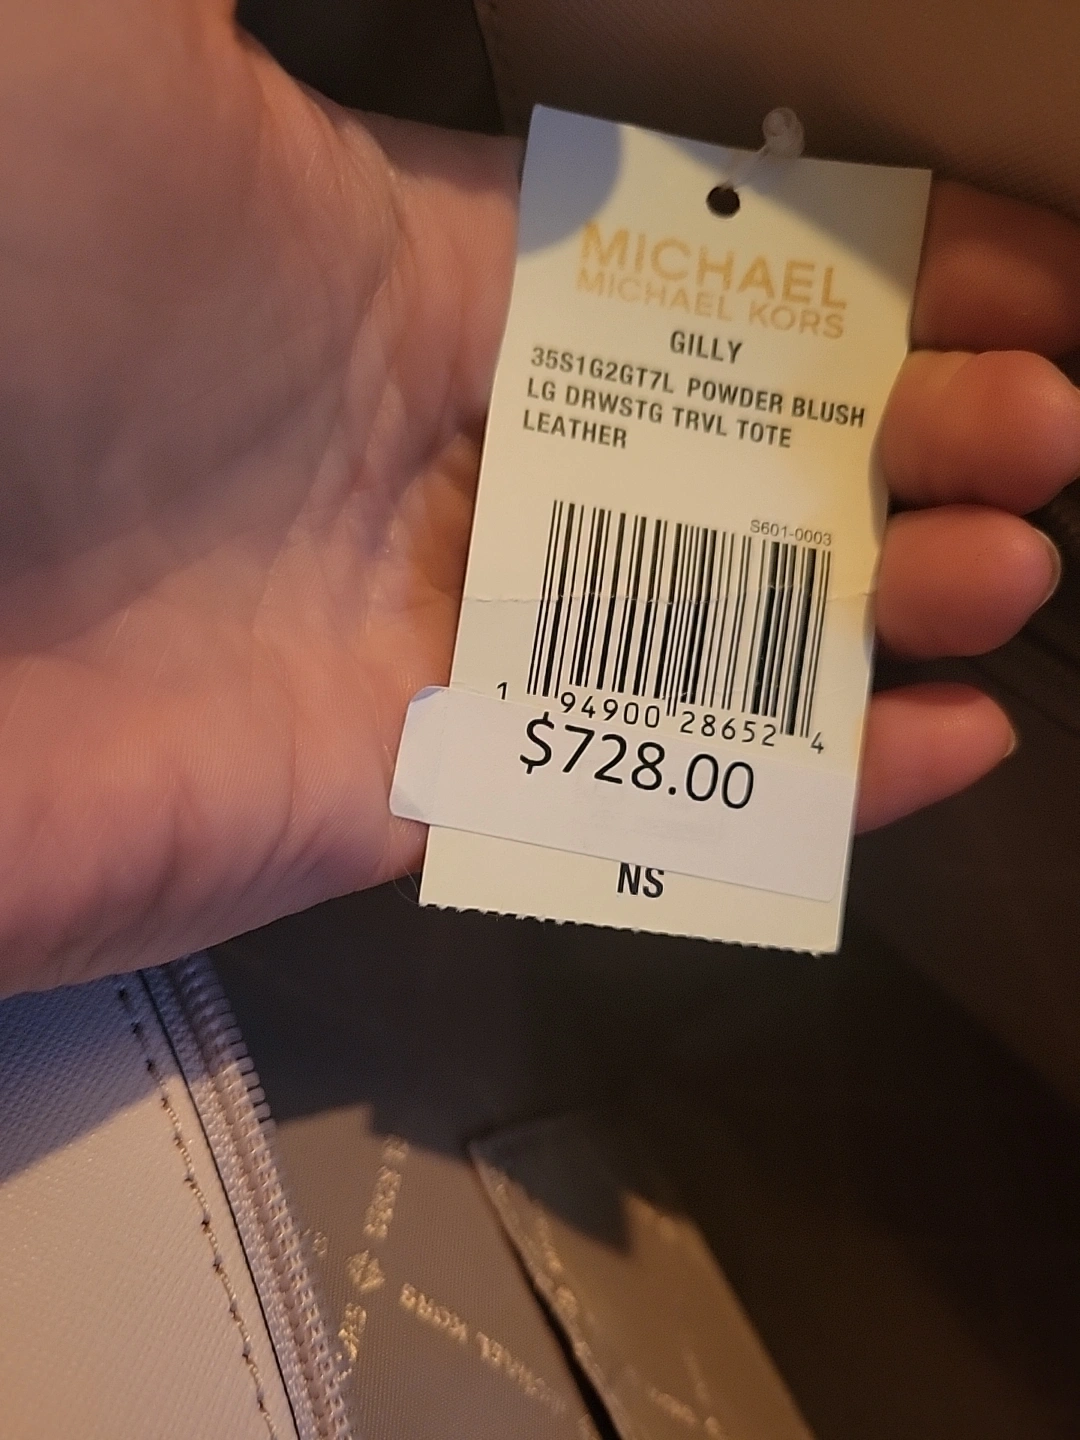 MICHAEL
MICHAEL KORS
GILLY
35S1G2GT7L POWDER BLUSH
LG DRWSTG TRVL TOTE
LEATHER
S601-0003
1 94900 28652 4
$728.00
NS
KORS